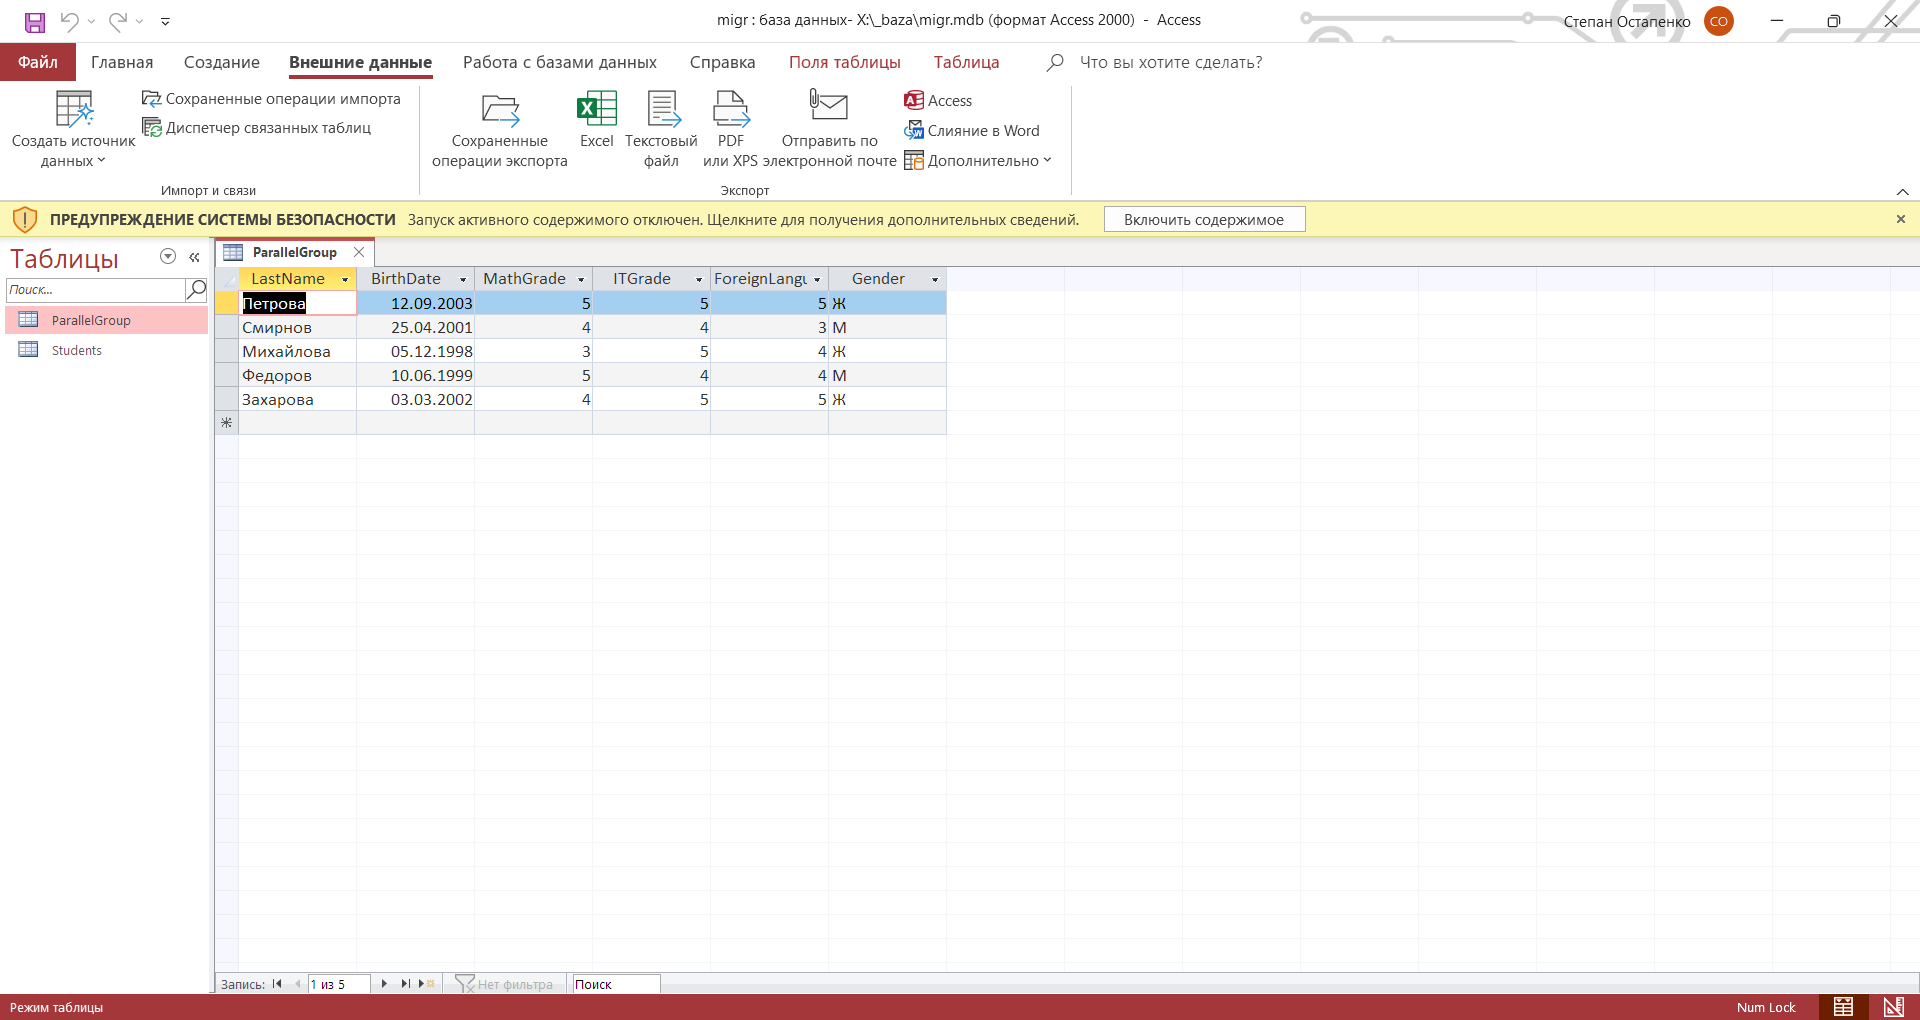 migr : база данных- X:\_baza\migr.mdb (формат Access 2000) - Access
Степан Остапенко
СО
Файл
Главная
Создание
Внешние данные
Работа с базами данных
Справка
Поля таблицы
Таблица
Что вы хотите сделать?
Создать источник
данных
Сохраненные операции импорта
Диспетчер связанных таблиц
Импорт и связи
Сохраненные
операции экспорта
Excel
Текстовый
файл
PDF
или XPS
Отправить по
электронной почте
Access
Слияние в Word
Дополнительно
Экспорт
ПРЕДУПРЕЖДЕНИЕ СИСТЕМЫ БЕЗОПАСНОСТИ Запуск активного содержимого отключен. Щелкните для получения дополнительных сведений.
Включить содержимое
Таблицы
Поиск...
ParallelGroup
Students
ParallelGroup
LastName BirthDate MathGrade ITGrade ForeignLangu Gender
Петрова 12.09.2003 5 5 5 Ж
Смирнов 25.04.2001 4 4 3 М
Михайлова 05.12.1998 3 5 4 Ж
Федоров 10.06.1999 5 4 4 М
Захарова 03.03.2002 4 5 5 Ж
Запись: 1 из 5 Нет фильтра Поиск
Режим таблицы
Num Lock